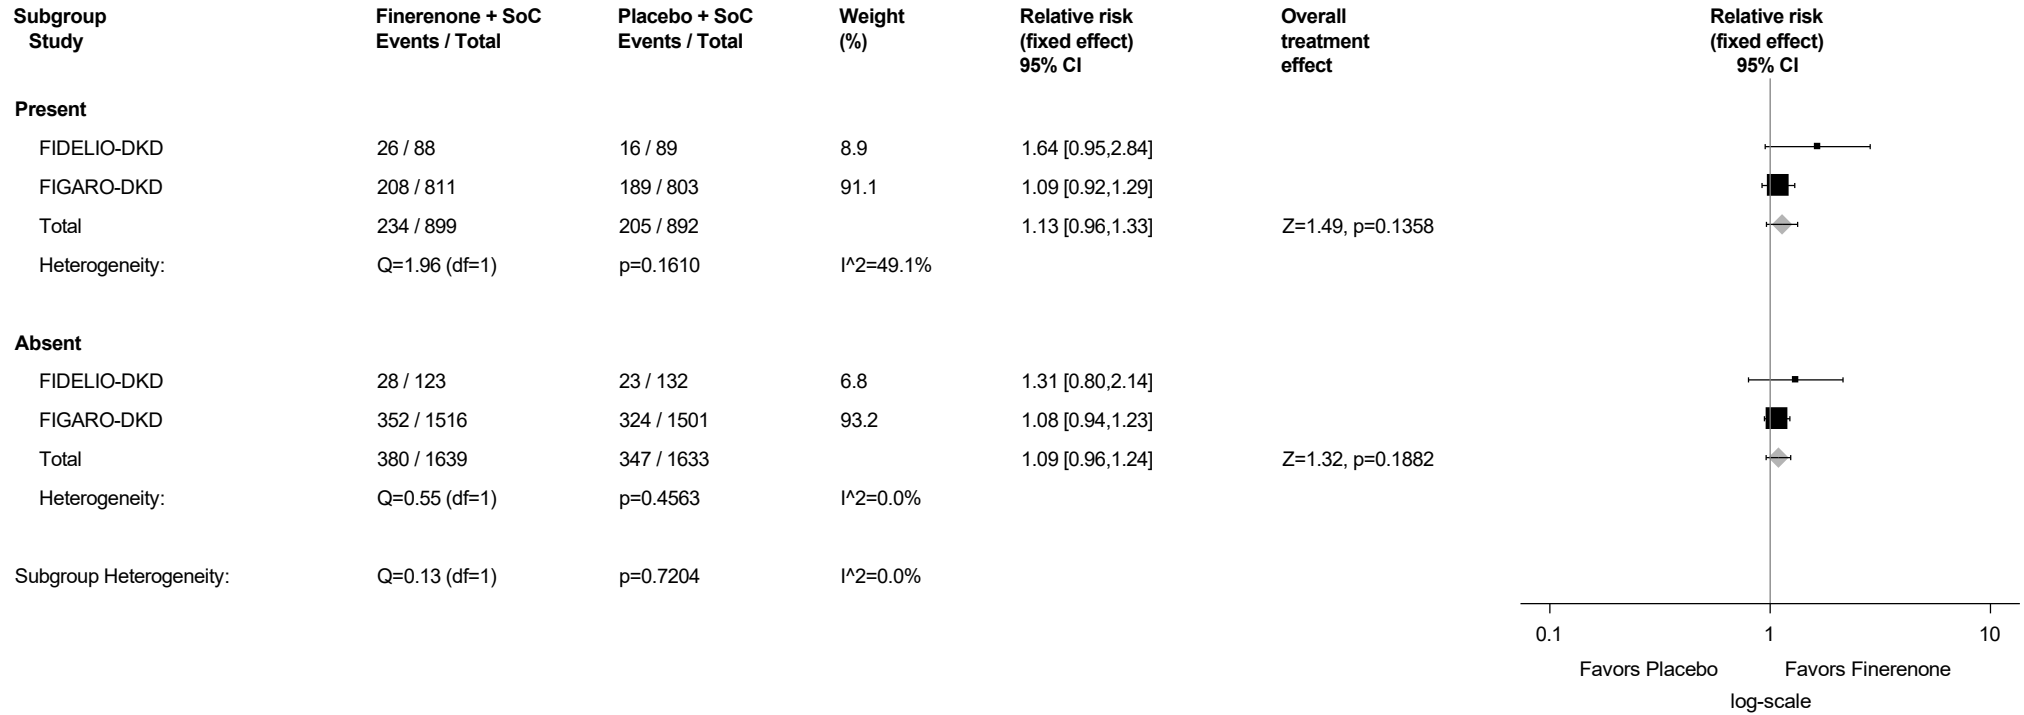 Subgroup Finerenone + SoC Placebo + SoC Weight Relative risk Overall Relative risk
Study Events / Total Events / Total (%) (fixed effect) treatment (fixed effect)
95% CI effect 95% CI
Present
FIDELIO-DKD 26 / 88 16 / 89 8.9 1.64 [0.95,2.84]
FIGARO-DKD 208 / 811 189 / 803 91.1 1.09 [0.92,1.29]
Total 234 / 899 205 / 892 1.13 [0.96,1.33] Z=1.49, p=0.1358
Heterogeneity: Q=1.96 (df=1) p=0.1610 I^2=49.1%
Absent
FIDELIO-DKD 28 / 123 23 / 132 6.8 1.31 [0.80,2.14]
FIGARO-DKD 352 / 1516 324 / 1501 93.2 1.08 [0.94,1.23]
Total 380 / 1639 347 / 1633 1.09 [0.96,1.24] Z=1.32, p=0.1882
Heterogeneity: Q=0.55 (df=1) p=0.4563 I^2=0.0%
Subgroup Heterogeneity: Q=0.13 (df=1) p=0.7204 I^2=0.0%
0.1 1 10
Favors Placebo Favors Finerenone
log-scale